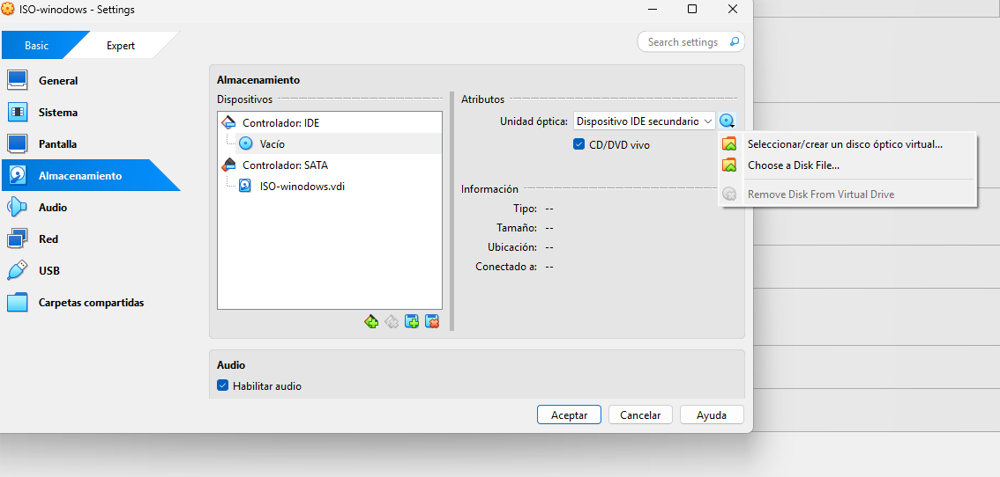 ISO-winodows - Settings
Basic Expert Search settings
General
Sistema
Pantalla
Almacenamiento
Audio
Red
USB
Carpetas compartidas
Almacenamiento
Dispositivos
Controlador: IDE
Vacío
Controlador: SATA
ISO-winodows.vdi
Atributos
Unidad óptica: Dispositivo IDE secundario
CD/DVD vivo
Seleccionar/crear un disco óptico virtual...
Choose a Disk File...
Remove Disk From Virtual Drive
Información
Tipo: --
Tamaño: --
Ubicación: --
Conectado a: --
Audio
Habilitar audio
Aceptar Cancelar Ayuda